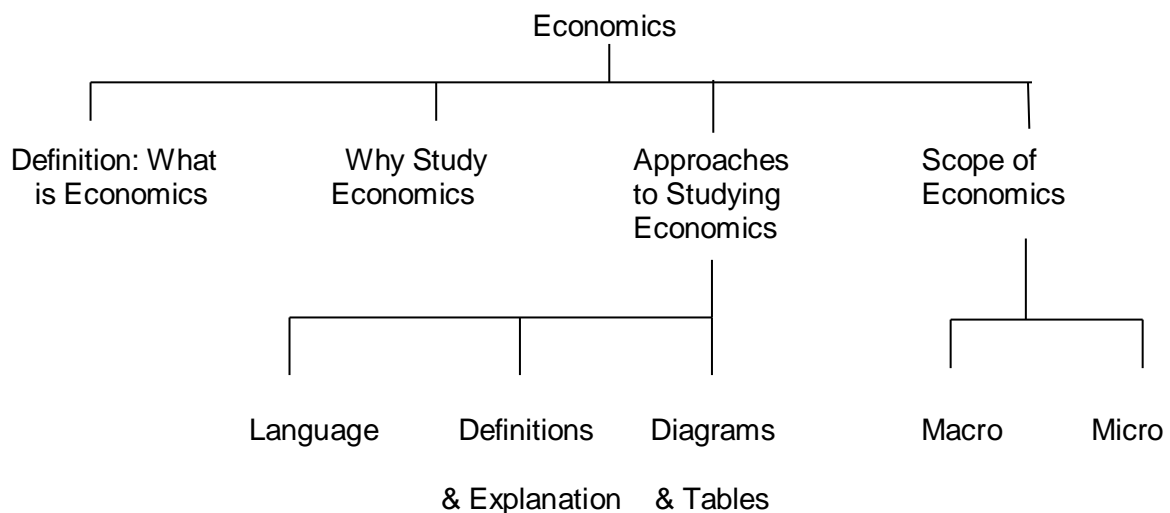 Economics
Definition: What
is Economics
Why Study
Economics
Approaches
to Studying
Economics
Scope of
Economics
Language
Definitions
& Explanation
Diagrams
& Tables
Macro
Micro